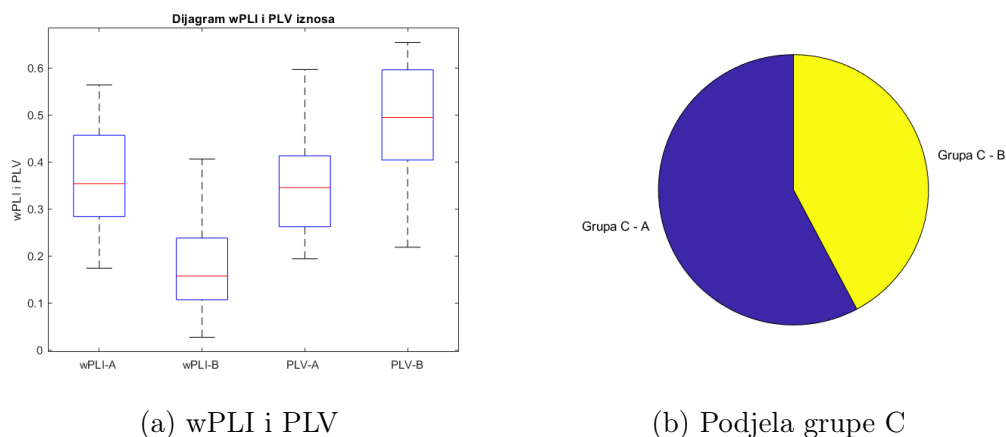 Dijagram wPLI i PLV iznosa
wPLI i PLV
0.6
0.5
0.4
0.3
0.2
0.1
0
wPLI-A
wPLI-B
PLV-A
PLV-B
(a) wPLI i PLV
Grupa C - B
Grupa C - A
(b) Podjela grupe C